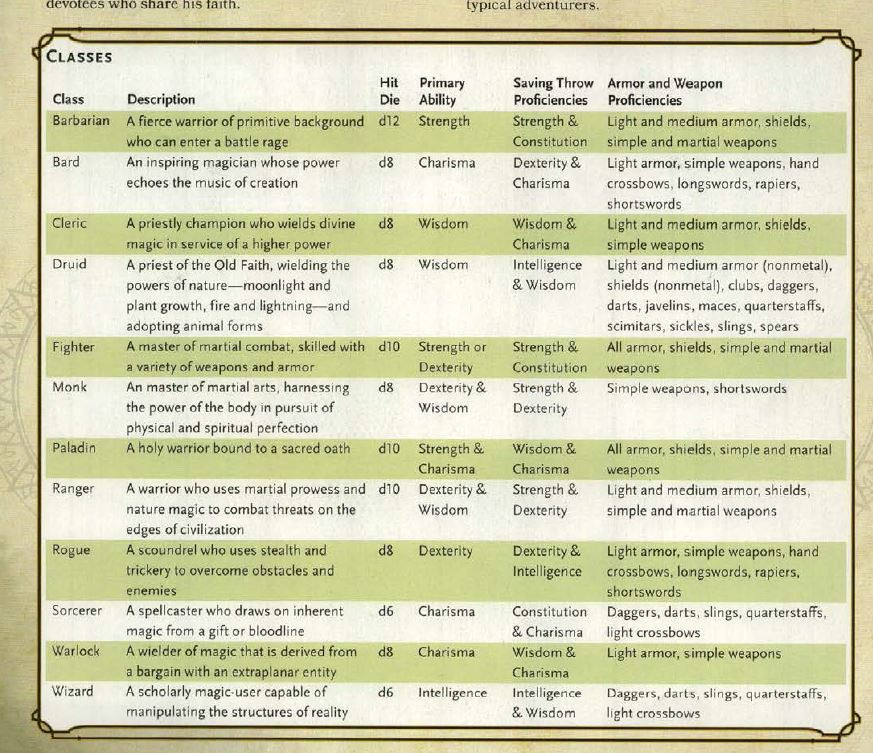 devotees who share his faith.
typical adventurers.
CLASSES
Hit Primary Saving Throw Armor and Weapon
Class Description Die Ability Proficiencies Proficiencies
Barbarian A fierce warrior of primitive background d12 Strength Strength & Light and medium armor, shields,
who can enter a battle rage Constitution simple and martial weapons
Bard An inspiring magician whose power d8 Charisma Dexterity & Light armor, simple weapons, hand
echoes the music of creation Charisma crossbows, longswords, rapiers,
shortswords
Cleric A priestly champion who wields divine d8 Wisdom Wisdom & Light and medium armor, shields,
magic in service of a higher power Charisma simple weapons
Druid A priest of the Old Faith, wielding the d8 Wisdom Intelligence Light and medium armor (nonmetal),
powers of nature—moonlight and & Wisdom shields (nonmetal), clubs, daggers,
plant growth, fire and lightning—and darts, javelins, maces, quarterstaffs,
adopting animal forms scimitars, sickles, slings, spears
Fighter A master of martial combat, skilled with d10 Strength or Strength & All armor, shields, simple and martial
a variety of weapons and armor Dexterity Constitution weapons
Monk An master of martial arts, harnessing d8 Dexterity & Strength & Simple weapons, shortswords
the power of the body in pursuit of Wisdom Dexterity
physical and spiritual perfection
Paladin A holy warrior bound to a sacred oath d10 Strength & Wisdom & All armor, shields, simple and martial
Charisma Charisma weapons
Ranger A warrior who uses martial prowess and d10 Dexterity & Strength & Light and medium armor, shields,
nature magic to combat threats on the Wisdom Dexterity simple and martial weapons
edges of civilization
Rogue A scoundrel who uses stealth and d8 Dexterity Dexterity & Light armor, simple weapons, hand
trickery to overcome obstacles and Intelligence crossbows, longswords, rapiers,
enemies shortswords
Sorcerer A spellcaster who draws on inherent d6 Charisma Constitution Daggers, darts, slings, quarterstaffs,
magic from a gift or bloodline & Charisma light crossbows
Warlock A wielder of magic that is derived from d8 Charisma Wisdom & Light armor, simple weapons
a bargain with an extraplanar entity Charisma
Wizard A scholarly magic-user capable of d6 Intelligence Intelligence Daggers, darts, slings, quarterstaffs,
manipulating the structures of reality & Wisdom light crossbows